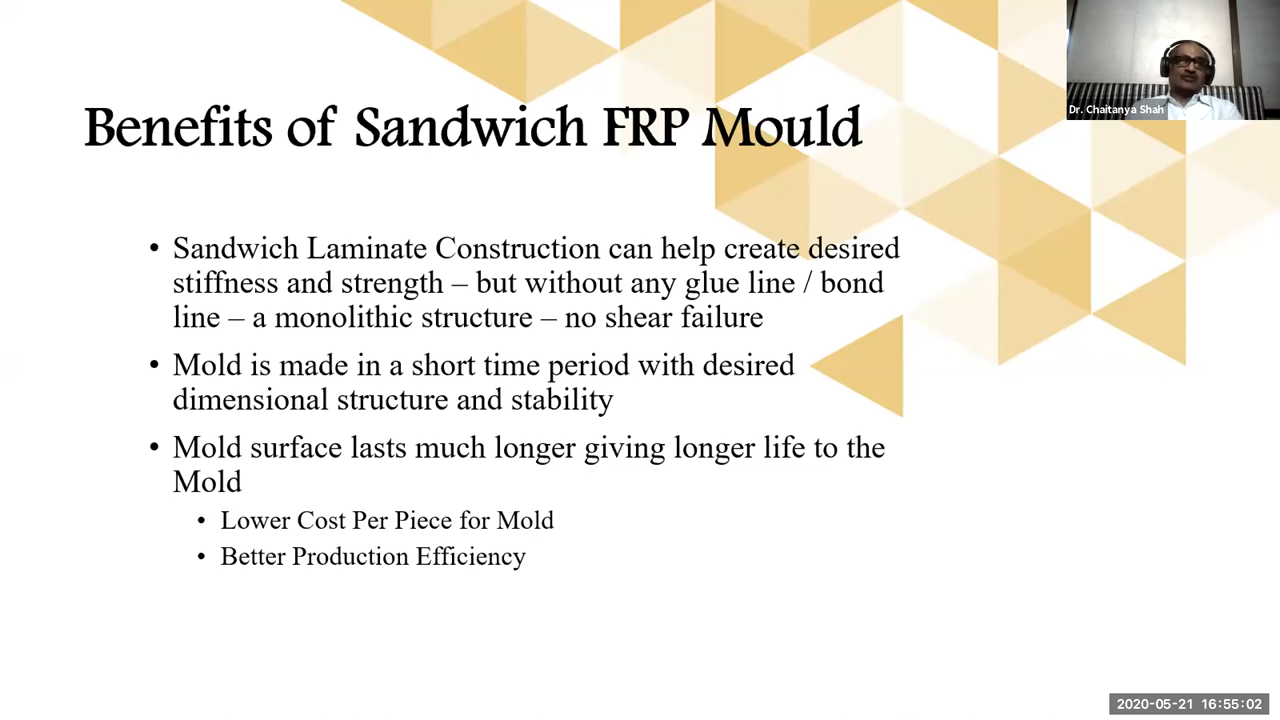 Benefits of Sandwich FRP Mould
Dr. Chaitanya Shah
• Sandwich Laminate Construction can help create desired
stiffness and strength – but without any glue line / bond
line – a monolithic structure – no shear failure
• Mold is made in a short time period with desired
dimensional structure and stability
• Mold surface lasts much longer giving longer life to the
Mold
• Lower Cost Per Piece for Mold
• Better Production Efficiency
2020-05-21 16:55:02